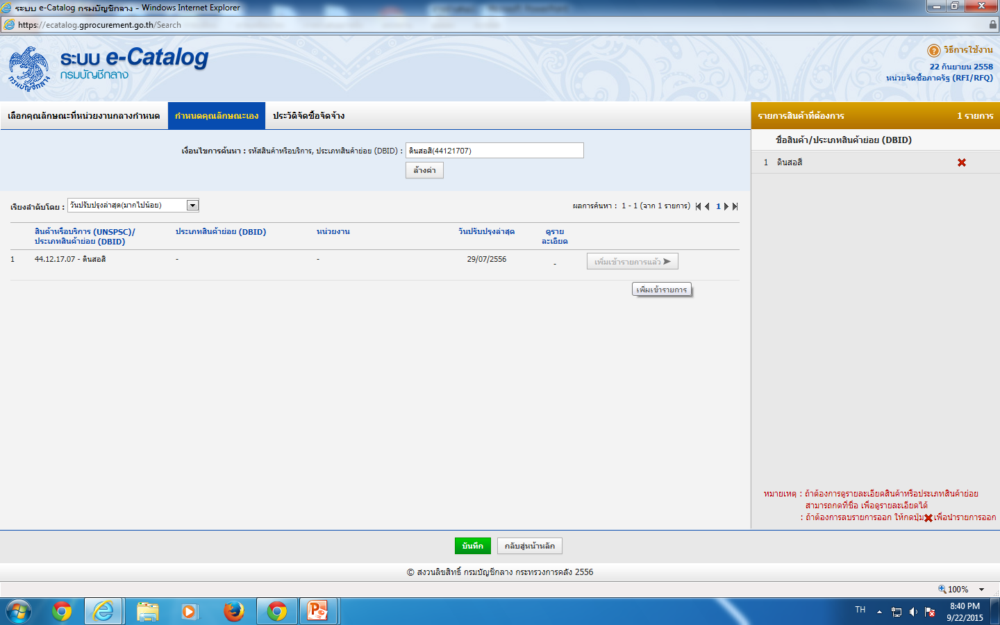 ระบบ e-Catalog กรมบัญชีกลาง - Windows Internet Explorer
https://ecatalog.gprocurement.go.th/Search
ระบบ e-Catalog
กรมบัญชีกลาง
กรมบัญชีกลาง
วิธีการใช้งาน
22 กันยายน 2558
หน่วยจัดซื้อภาครัฐ (RFI/RFQ)
เลือกคุณลักษณะที่หน่วยงานกลางกำหนด กำหนดคุณลักษณะเอง ประวัติจัดซื้อจัดจ้าง
รายการสินค้าที่ต้องการ 1 รายการ
ชื่อสินค้า/ประเภทสินค้าย่อย (DBID)
1 ดินสอสี
เงื่อนไขการค้นหา : รหัสสินค้าหรือบริการ, ประเภทสินค้าย่อย (DBID) : ดินสอสี(44121707)
ล้างค่า
เรียงลำดับโดย : วันปรับปรุงล่าสุด(มากไปน้อย)
ผลการค้นหา : 1 - 1 (จาก 1 รายการ) 1
สินค้าหรือบริการ (UNSPSC)/
ประเภทสินค้าย่อย (DBID)
ประเภทสินค้าย่อย (DBID)
หน่วยงาน
วันปรับปรุงล่าสุด
ดูราย
ละเอียด
1 44.12.17.07 - ดินสอสี - - 29/07/2556 - เพิ่มเข้ารายการแล้ว
เพิ่มเข้ารายการ
หมายเหตุ : ถ้าต้องการดูรายละเอียดสินค้าหรือประเภทสินค้าย่อย
สามารถกดที่ชื่อ เพื่อดูรายละเอียดได้
: ถ้าต้องการลบรายการออก ให้กดปุ่ม เพื่อนำรายการออก
บันทึก กลับสู่หน้าหลัก
© สงวนลิขสิทธิ์ กรมบัญชีกลาง กระทรวงการคลัง 2556
100%
TH
8:40 PM
9/22/2015